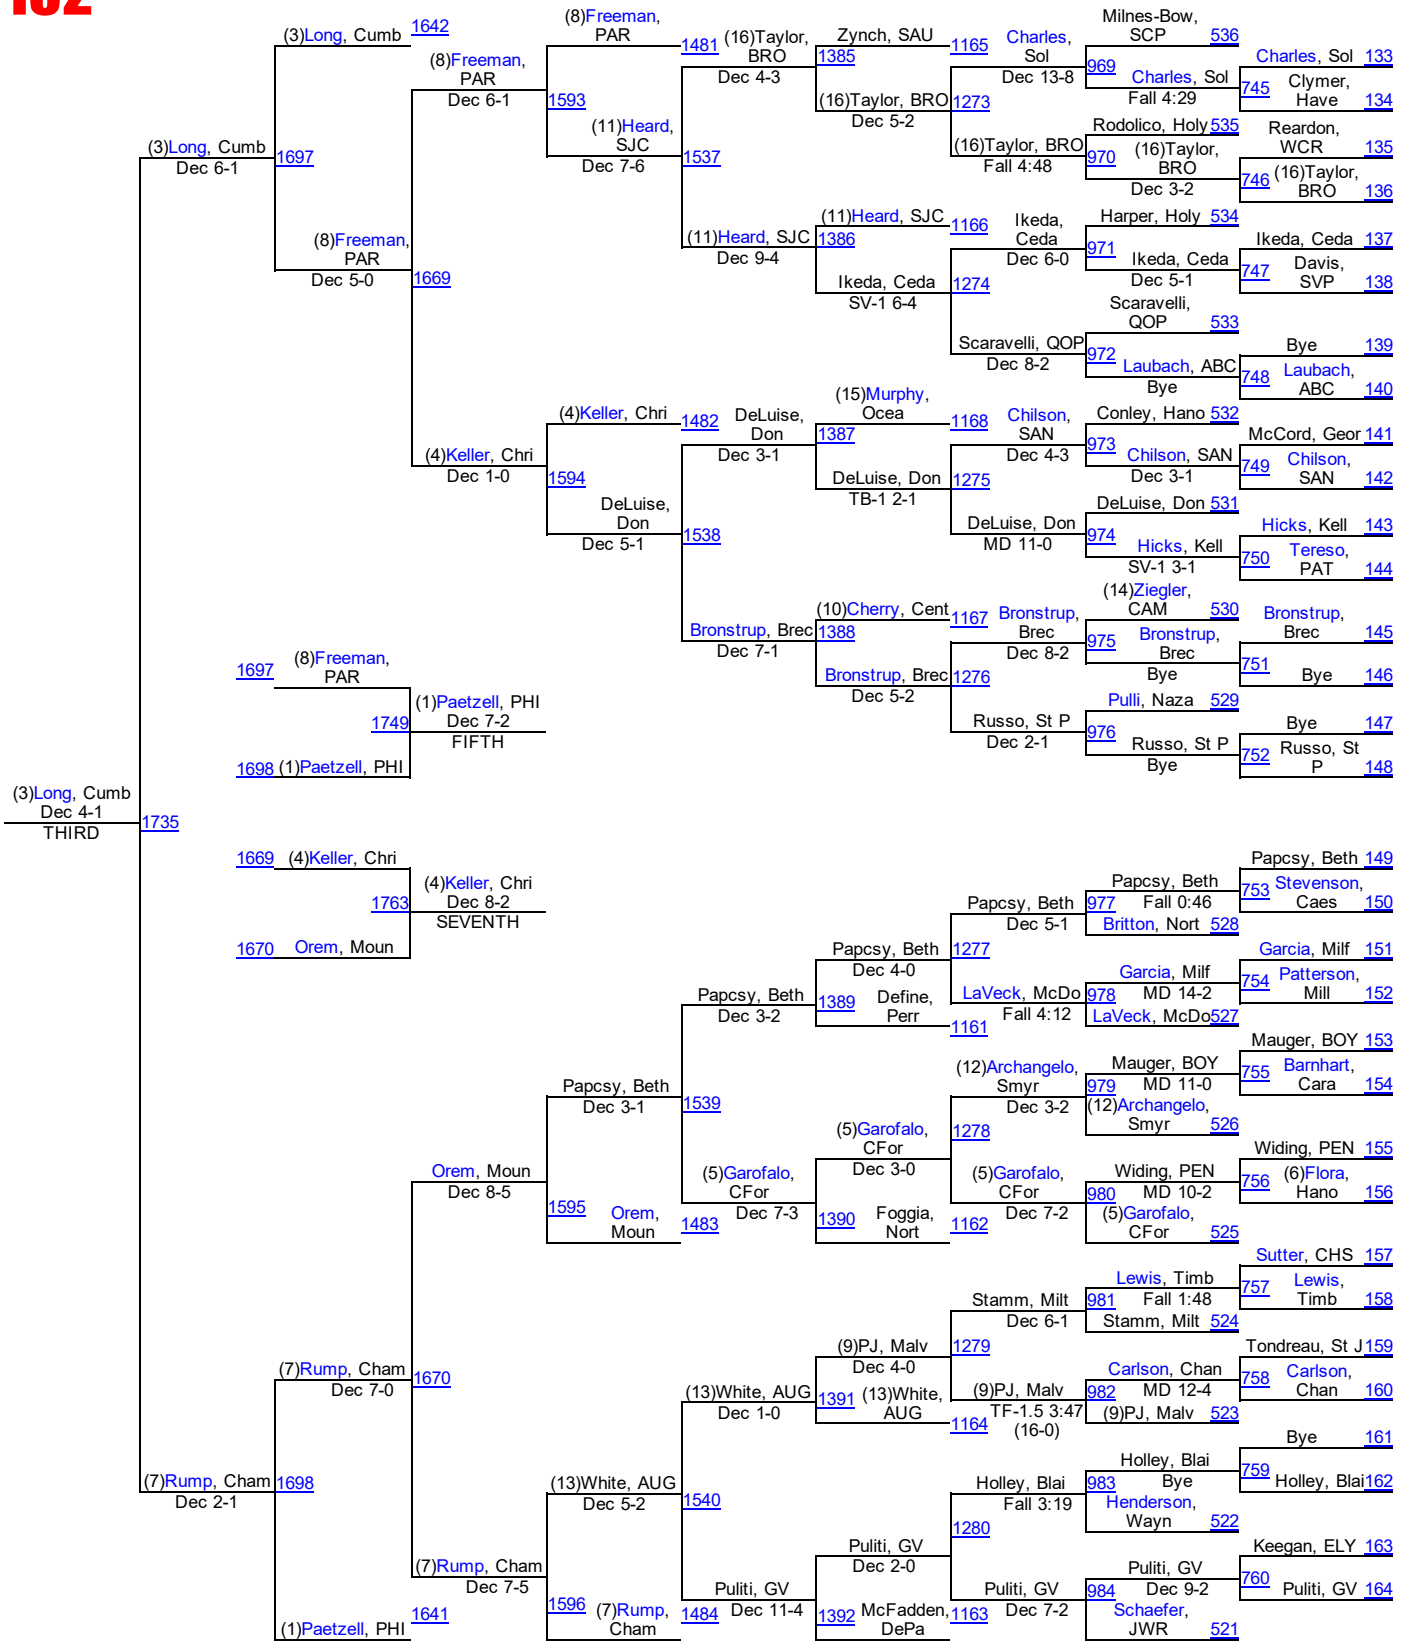 132
(3)Long, Cumb 1642
(8)Freeman,
PAR
Dec 6-1
(3)Long, Cumb
Dec 6-1
1697
(8)Freeman,
PAR
Dec 5-0
1669
(4)Keller, Chri
Dec 1-0
(8)Freeman,
PAR
1481
1593
(11)Heard,
SJC
Dec 7-6
(16)Taylor,
BRO
Dec 4-3
1537
(11)Heard, SJC
Dec 9-4
Zynch, SAU 1165
1385
(16)Taylor, BRO
Dec 5-2
1273
(11)Heard, SJC 1166
1386
Ikeda, Ceda
SV-1 6-4
1274
Charles,
Sol
Dec 13-8
(16)Taylor, BRO
Fall 4:48
Ikeda,
Ceda
Dec 6-0
Scaravelli, QOP
Dec 8-2
Milnes-Bow,
SCP 536
969
Charles, Sol
Fall 4:29
Rodolico, Holy 535
970
(16)Taylor,
BRO
Dec 3-2
Harper, Holy 534
971
Ikeda, Ceda
Dec 5-1
Scaravelli,
QOP 533
972
Laubach, ABC
Bye
Charles, Sol 133
745
Clymer,
Have 134
Reardon,
WCR 135
746
(16)Taylor,
BRO 136
Ikeda, Ceda 137
747
Davis,
SVP 138
Bye 139
748
Laubach,
ABC 140
(4)Keller, Chri 1482
1594
DeLuise,
Don
Dec 5-1
DeLuise,
Don
Dec 3-1
1538
Bronstrup, Brec
Dec 7-1
(15)Murphy,
Ocea 1168
1387
DeLuise, Don
TB-1 2-1
1275
(10)Cherry, Cent 1167
1388
Bronstrup, Brec
Dec 5-2
1276
Chilson,
SAN
Dec 4-3
DeLuise, Don
MD 11-0
Bronstrup,
Brec
Dec 8-2
Russo, St P
Dec 2-1
Conley, Hano 532
973
Chilson, SAN
Dec 3-1
DeLuise, Don 531
974
Hicks, Kell
SV-1 3-1
(14)Ziegler,
CAM 530
975
Bronstrup,
Brec
Bye
Pulli, Naza 529
976
Russo, St P
Bye
McCord, Geor 141
749
Chilson,
SAN 142
Hicks, Kell 143
750
Tereso,
PAT 144
Bronstrup,
Brec 145
751
Bye 146
Bye 147
752
Russo, St
P 148
1697 (8)Freeman,
PAR
1749
(1)Paetzell, PHI
Dec 7-2
FIFTH
1698 (1)Paetzell, PHI
(3)Long, Cumb
Dec 4-1
THIRD
1735
1669 (4)Keller, Chri
1763
(4)Keller, Chri
Dec 8-2
SEVENTH
1670 Orem, Moun
(7)Rump, Cham
Dec 2-1
1698
(7)Rump, Cham
Dec 7-0
1670
(1)Paetzell, PHI 1641
Orem, Moun
Dec 8-5
(7)Rump, Cham
Dec 7-5
Papcsy, Beth
Dec 3-1
1595
Orem,
Moun 1483
Papcsy, Beth
Dec 3-2
1539
(5)Garofalo,
CFor
Dec 7-3
Papcsy, Beth
Dec 4-0
1389
Define,
Perr 1161
1277
(5)Garofalo,
CFor
Dec 3-0
1390
Foggia,
Nort 1162
1278
Papcsy, Beth
Dec 5-1
LaVeck, McDo
Fall 4:12
(12)Archangelo,
Smyr
Dec 3-2
(5)Garofalo,
CFor
Dec 7-2
Papcsy, Beth
977
Fall 0:46
Britton, Nort 528
Garcia, Milf
978
MD 14-2
LaVeck, McDo 527
Mauger, BOY
979
MD 11-0
(12)Archangelo,
Smyr 526
Widing, PEN
980
MD 10-2
(5)Garofalo,
CFor 525
Papcsy, Beth 149
753
Stevenson,
Caes 150
Garcia, Milf 151
754
Patterson,
Mill 152
Mauger, BOY 153
755
Barnhart,
Cara 154
Widing, PEN 155
756
(6)Flora,
Hano 156
(13)White, AUG
Dec 5-2
1596
(7)Rump,
Cham 1484
(13)White, AUG
Dec 1-0
1540
Puliti, GV
Dec 11-4
(9)PJ, Malv
Dec 4-0
1391
(13)White,
AUG 1164
1279
Puliti, GV
Dec 2-0
1392
McFadden,
DePa 1163
1280
Stamm, Milt
Dec 6-1
(9)PJ, Malv
TF-1.5 3:47
(16-0)
Holley, Blai
Fall 3:19
Puliti, GV
Dec 7-2
Lewis, Timb
981
Fall 1:48
Stamm, Milt 524
Carlson, Chan
982
MD 12-4
(9)PJ, Malv 523
Holley, Blai
983
Bye
Henderson,
Wayn 522
Puliti, GV
984
Dec 9-2
Schaefer,
JWR 521
Sutter, CHS 157
757
Lewis,
Timb 158
Tondreau, St J 159
758
Carlson,
Chan 160
Bye 161
759
Holley, Blai 162
Keegan, ELY 163
760
Puliti, GV 164